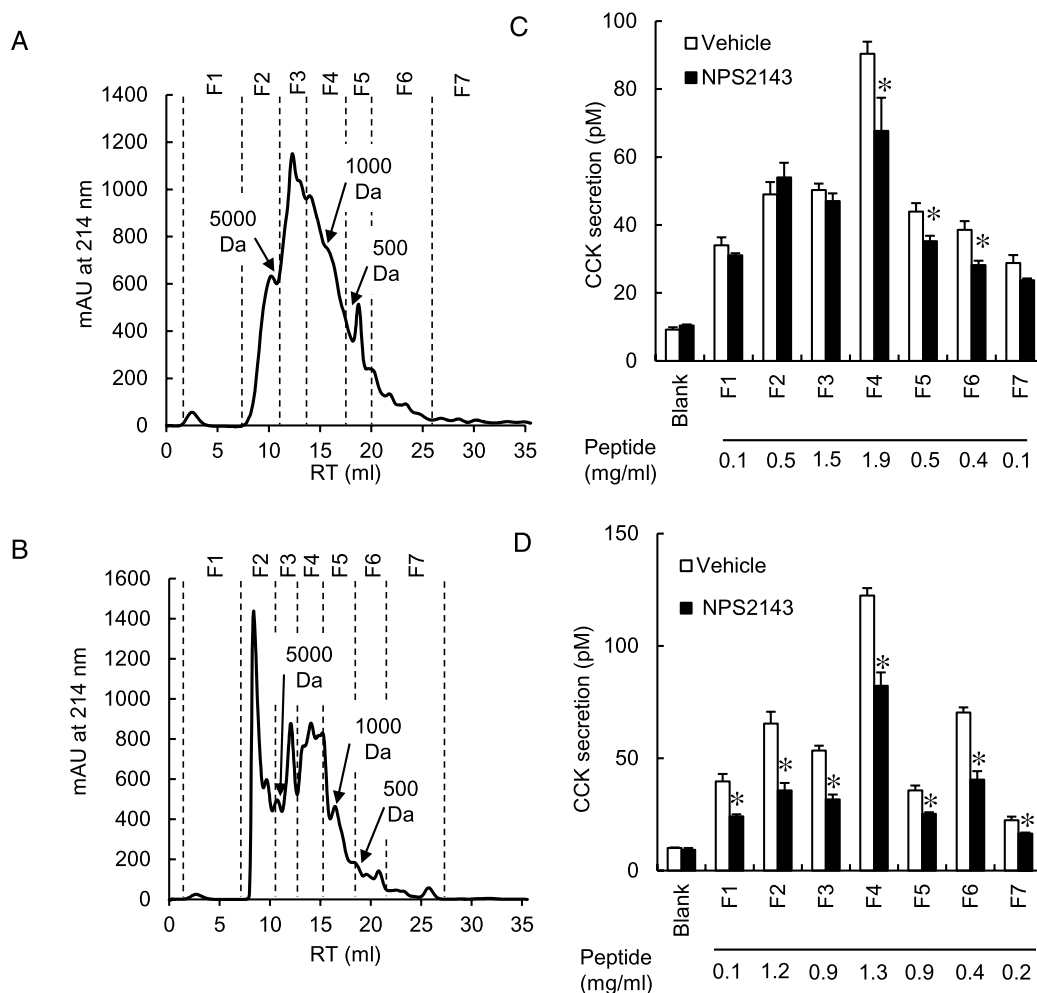 A
F1 F2 F3 F4 F5 F6 F7
1400
1200
1000
800
600
400
200
0
mAU at 214 nm
5000
Da
1000
Da
500
Da
0 5 10 15 20 25 30 35
RT (ml)
B
F1 F2 F3 F4 F5 F6 F7
1600
1400
1200
1000
800
600
400
200
0
mAU at 214 nm
5000
Da
1000
Da
500
Da
0 5 10 15 20 25 30 35
RT (ml)
C
100
80
60
40
20
0
CCK secretion (pM)
Vehicle
NPS2143
* * *
Blank F1 F2 F3 F4 F5 F6 F7
Peptide
(mg/ml)
0.1 0.5 1.5 1.9 0.5 0.4 0.1
D
150
100
50
0
CCK secretion (pM)
Vehicle
NPS2143
* * * * * * *
Blank F1 F2 F3 F4 F5 F6 F7
Peptide
(mg/ml)
0.1 1.2 0.9 1.3 0.9 0.4 0.2